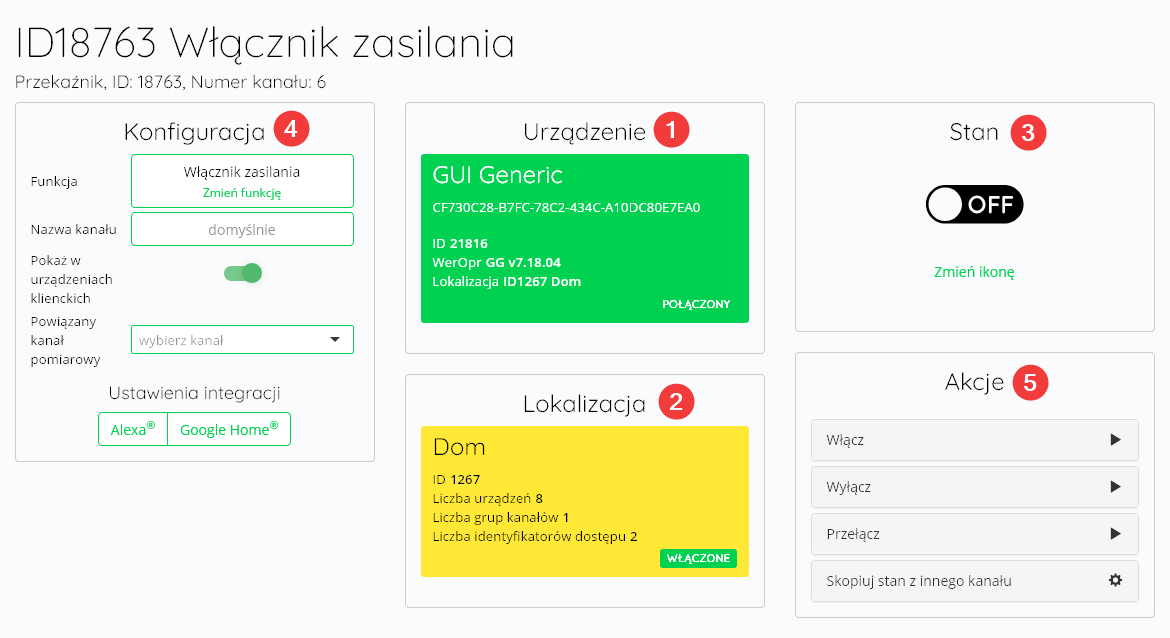 ID18763 Włącznik zasilania
Przekaźnik, ID: 18763, Numer kanału: 6
Konfiguracja 4
Funkcja
Włącznik zasilania
Zmień funkcję
Nazwa kanału
domyślnie
Pokaż w
urządzeniach
klienckich
Powiązany
kanał
pomiarowy
wybierz kanał
Ustawienia integracji
Alexa® Google Home®
Urządzenie 1
GUI Generic
CF730C28-B7FC-78C2-434C-A10DC80E7EA0
ID 21816
WerOpr GG v7.18.04
Lokalizacja ID1267 Dom
POŁĄCZONY
Lokalizacja 2
Dom
ID 1267
Liczba urządzeń 8
Liczba grup kanałów 1
Liczba identyfikatorów dostępu 2
WŁĄCZONE
Stan 3
OFF
Zmień ikonę
Akcje 5
Włącz
Wyłącz
Przełącz
Skopiuj stan z innego kanału